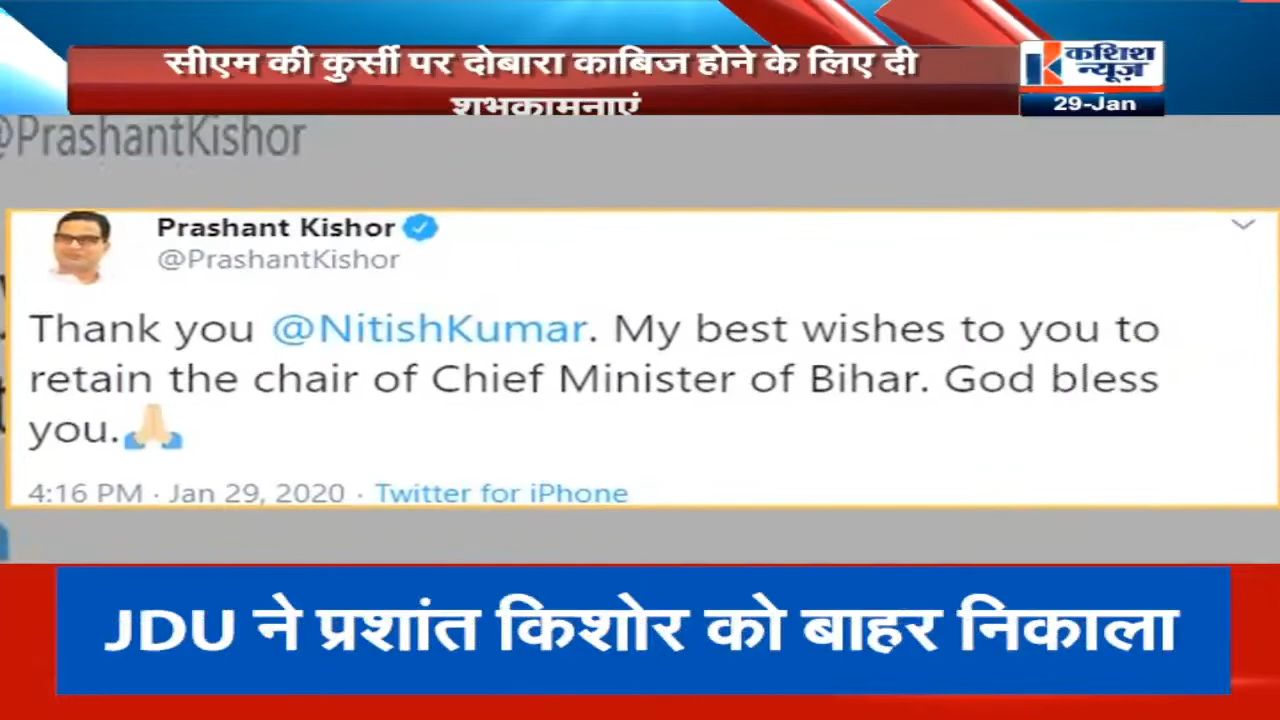 सीएम की कुर्सी पर दोबारा काबिज होने के लिए दी
शुभकामनाएं
कशिश
न्यूज़
29-Jan
@PrashantKishor
Prashant Kishor
@PrashantKishor
Thank you @NitishKumar. My best wishes to you to
retain the chair of Chief Minister of Bihar. God bless
you.🙏
4:16 PM · Jan 29, 2020 · Twitter for iPhone
JDU ने प्रशांत किशोर को बाहर निकाला